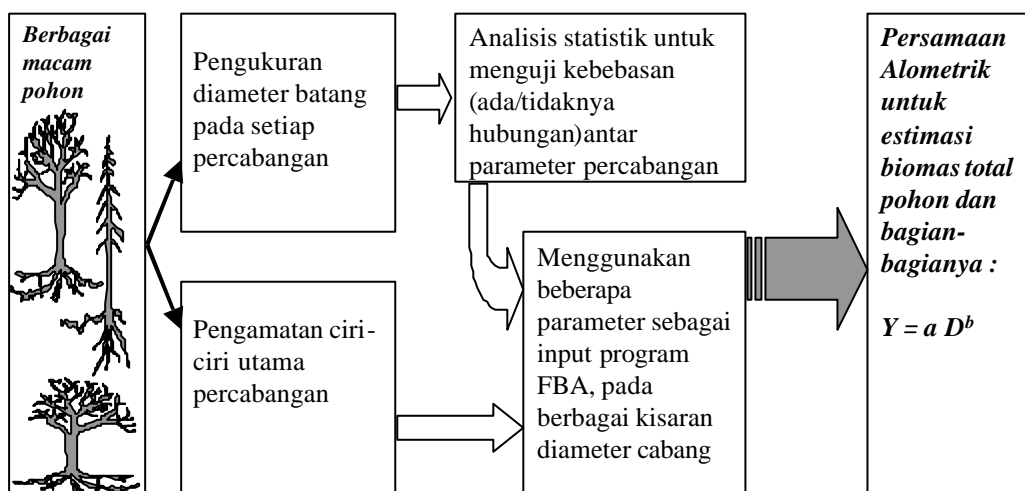 Berbagai
macam
pohon
Pengukuran
diameter batang
pada setiap
percabangan
Analisis statistik untuk
menguji kebebasan
(ada/tidaknya
hubungan)antar
parameter percabangan
Pengamatan ciri-
ciri utama
percabangan
Menggunakan
beberapa
parameter sebagai
input program
FBA, pada
berbagai kisaran
diameter cabang
Persamaan
Alometrik
untuk
estimasi
biomas total
pohon dan
bagian-
bagianya :
Y = a D^b